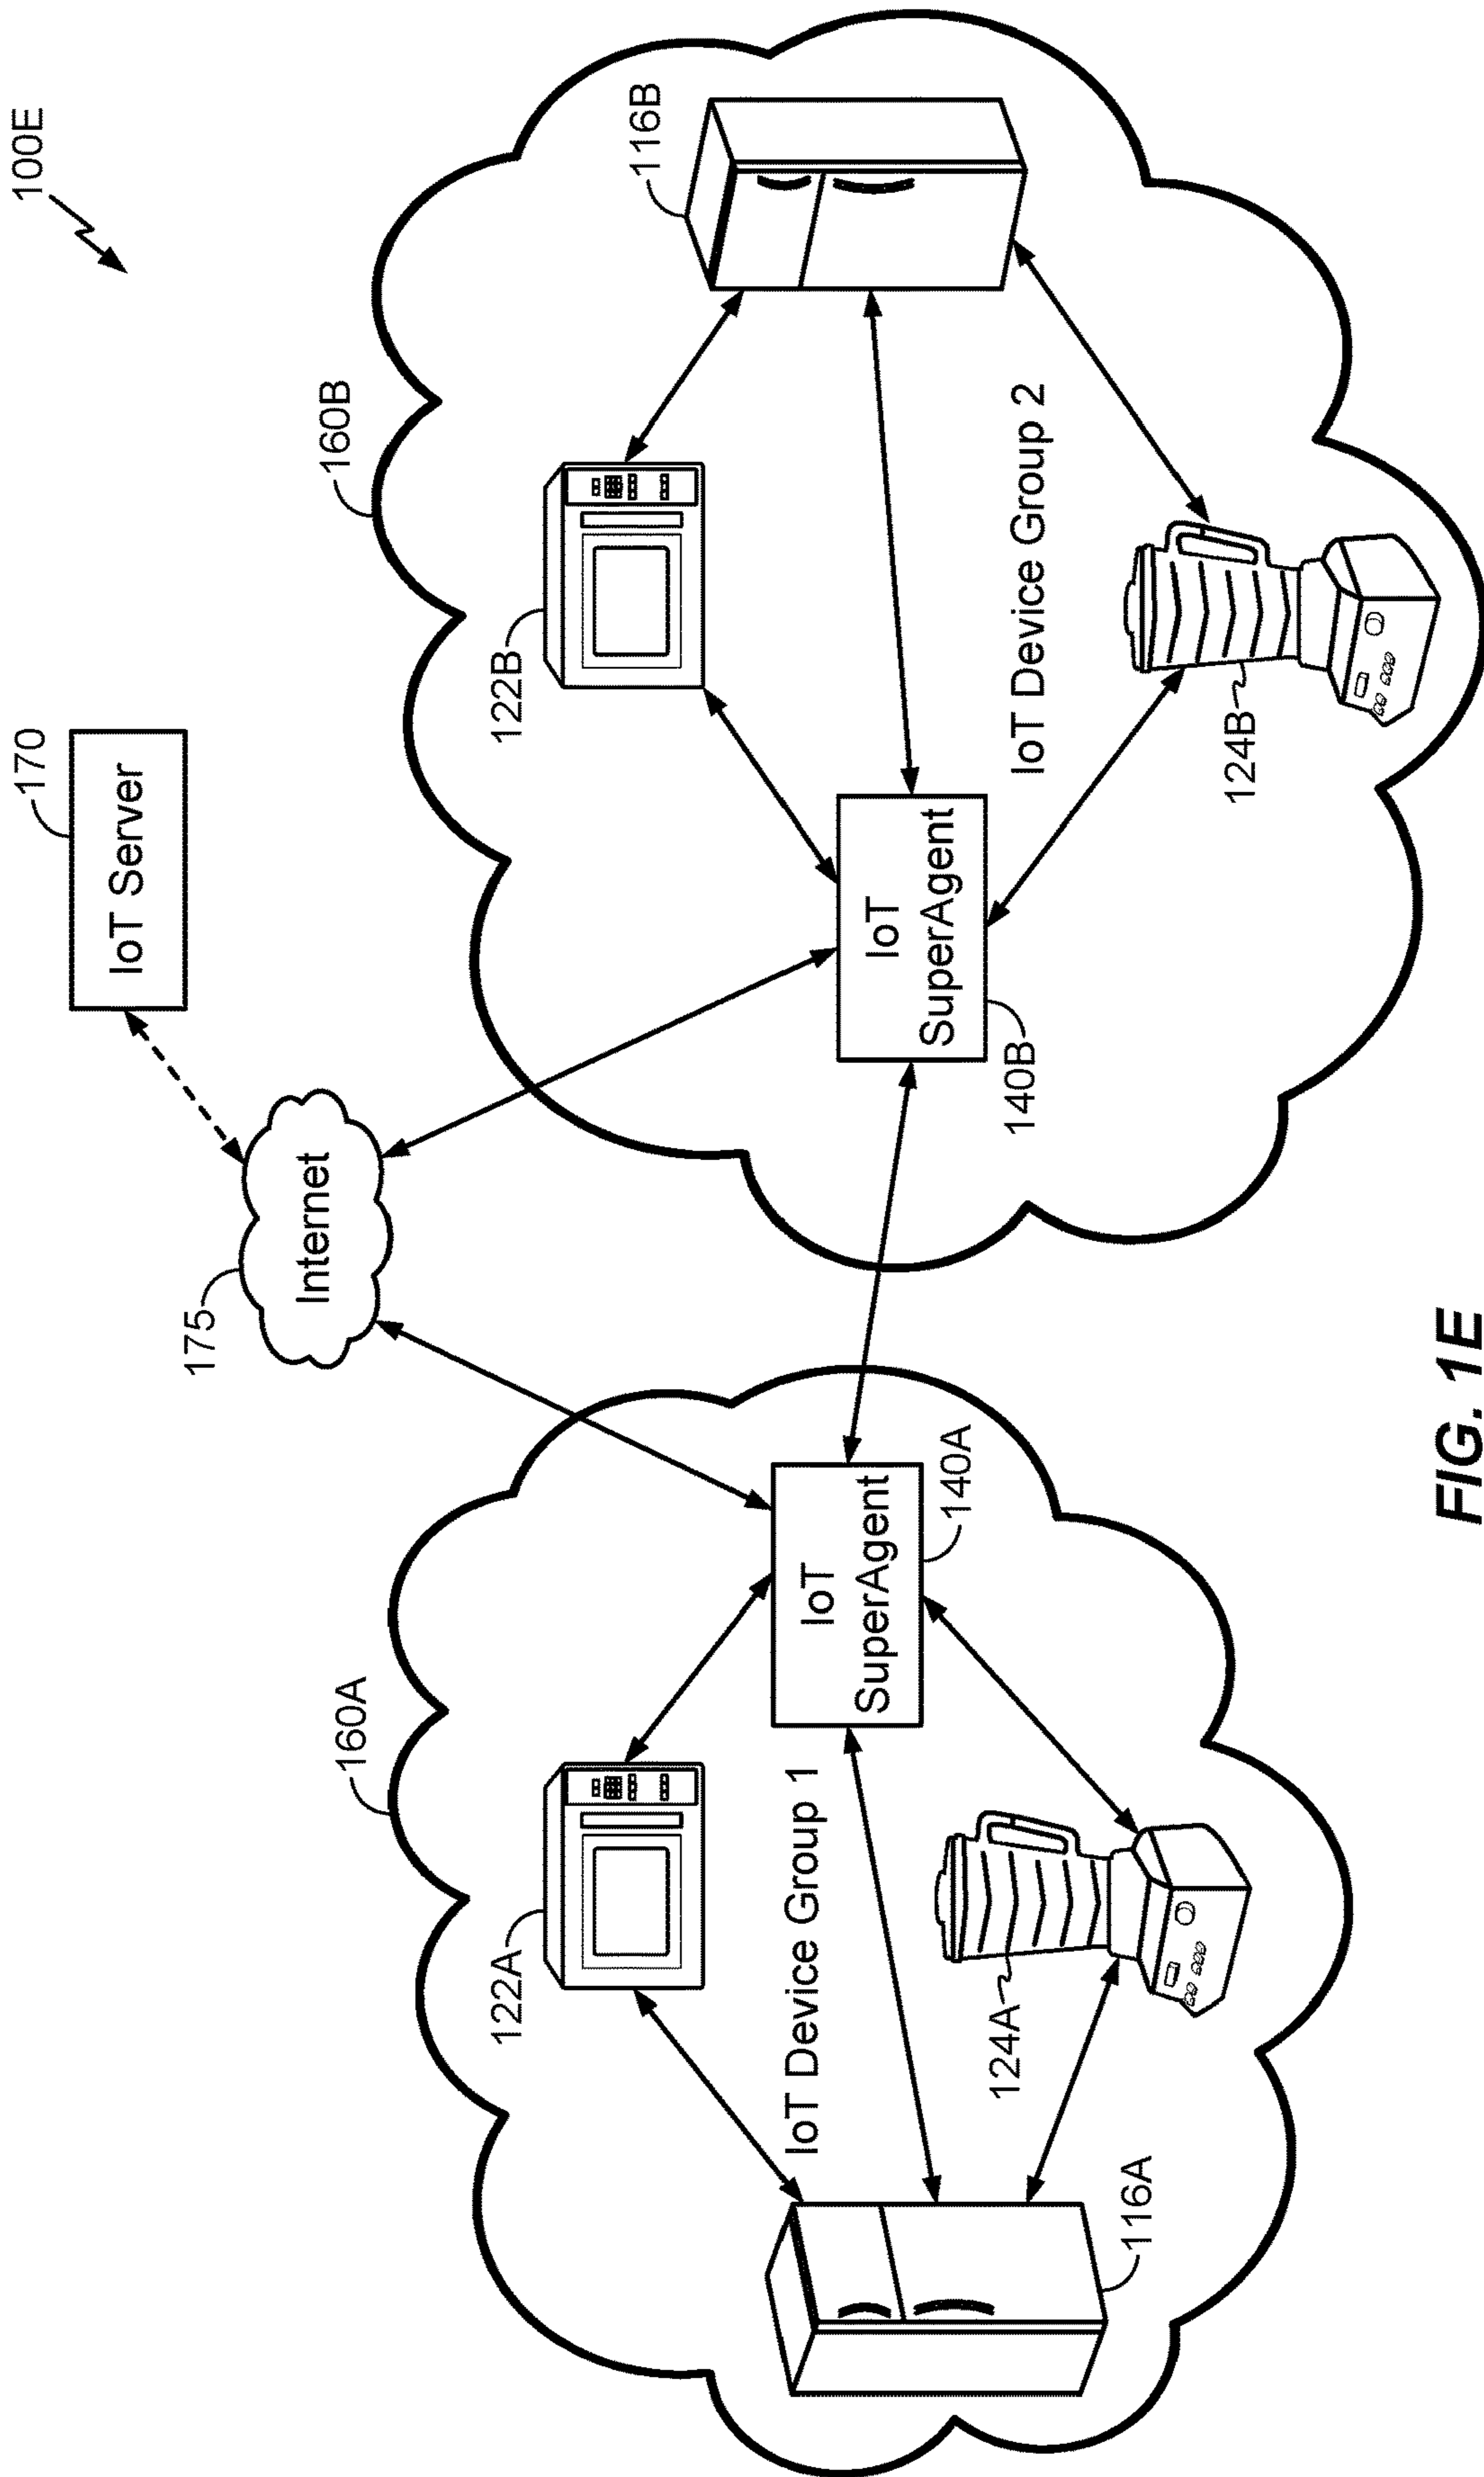 100E
170
IoT Server
175
Internet
160A
160B
122A
122B
116B
IoT
SuperAgent
140A
IoT
SuperAgent
140B
IoT Device Group 1
IoT Device Group 2
124A
124B
116A
FIG. 1E